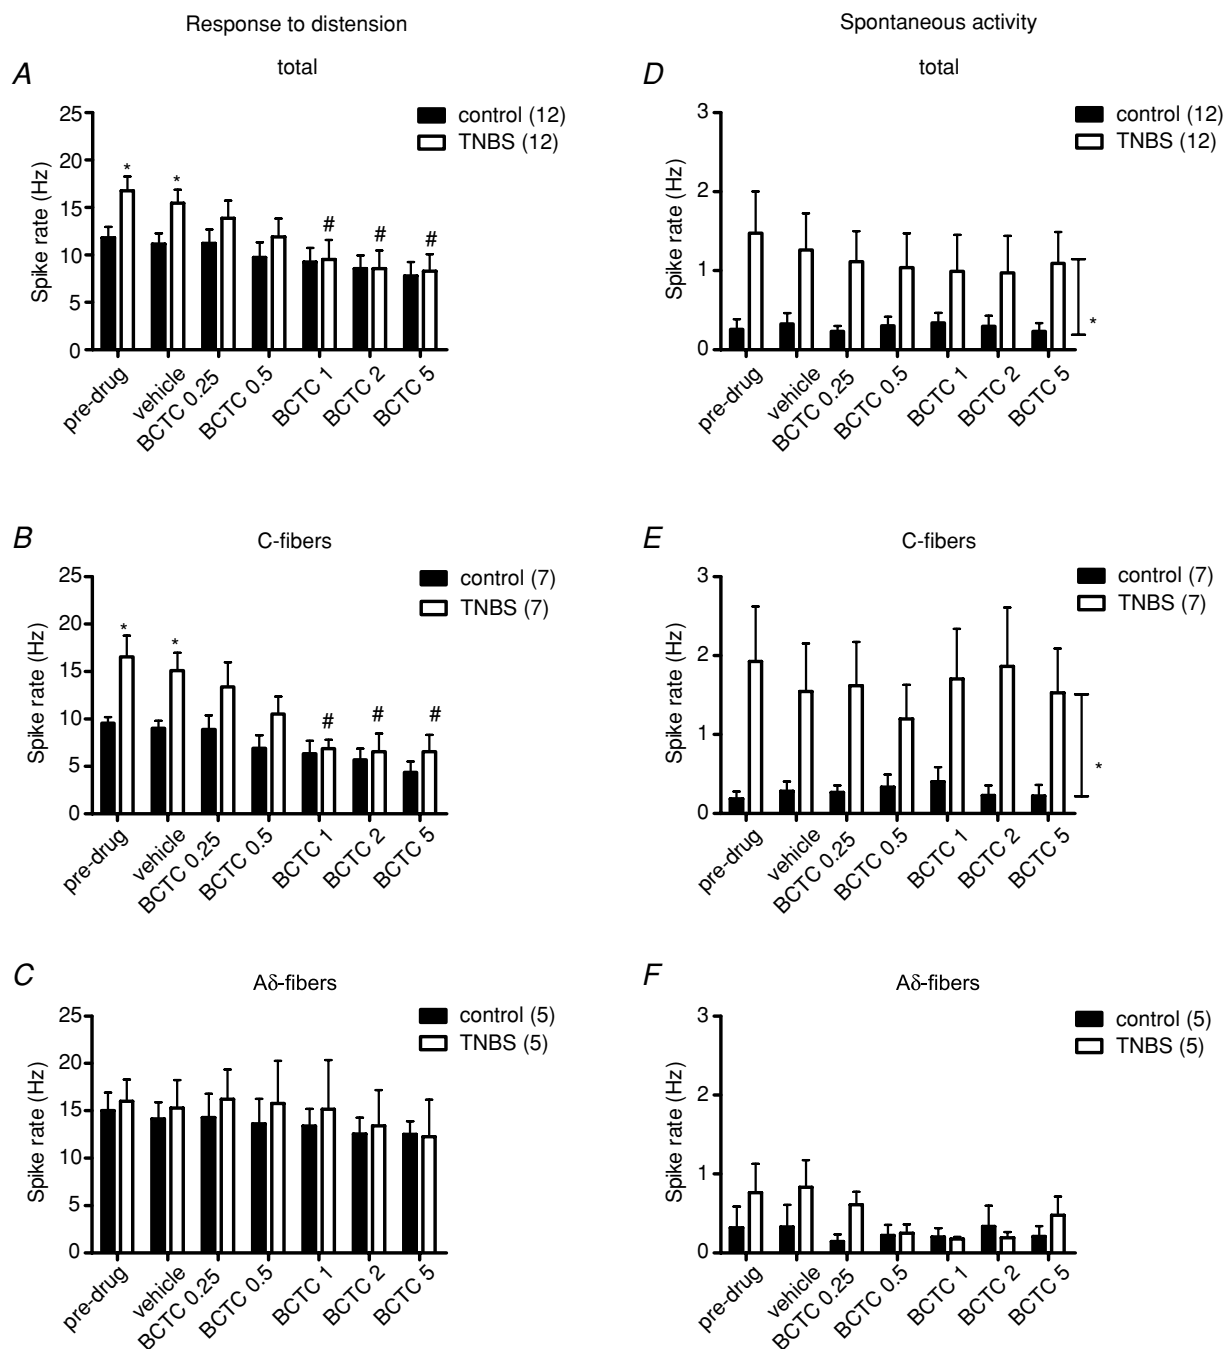 Response to distension
Spontaneous activity
A
total
control (12)
TNBS (12)
Spike rate (Hz)
25
20
15
10
5
0
*
*
#
#
#
pre-drug
vehicle
BCTC 0.25
BCTC 0.5
BCTC 1
BCTC 2
BCTC 5
D
total
control (12)
TNBS (12)
Spike rate (Hz)
3
2
1
0
*
pre-drug
vehicle
BCTC 0.25
BCTC 0.5
BCTC 1
BCTC 2
BCTC 5
B
C-fibers
control (7)
TNBS (7)
Spike rate (Hz)
25
20
15
10
5
0
*
*
#
#
#
pre-drug
vehicle
BCTC 0.25
BCTC 0.5
BCTC 1
BCTC 2
BCTC 5
E
C-fibers
control (7)
TNBS (7)
Spike rate (Hz)
3
2
1
0
*
pre-drug
vehicle
BCTC 0.25
BCTC 0.5
BCTC 1
BCTC 2
BCTC 5
C
Aδ-fibers
control (5)
TNBS (5)
Spike rate (Hz)
25
20
15
10
5
0
pre-drug
vehicle
BCTC 0.25
BCTC 0.5
BCTC 1
BCTC 2
BCTC 5
F
Aδ-fibers
control (5)
TNBS (5)
Spike rate (Hz)
3
2
1
0
pre-drug
vehicle
BCTC 0.25
BCTC 0.5
BCTC 1
BCTC 2
BCTC 5